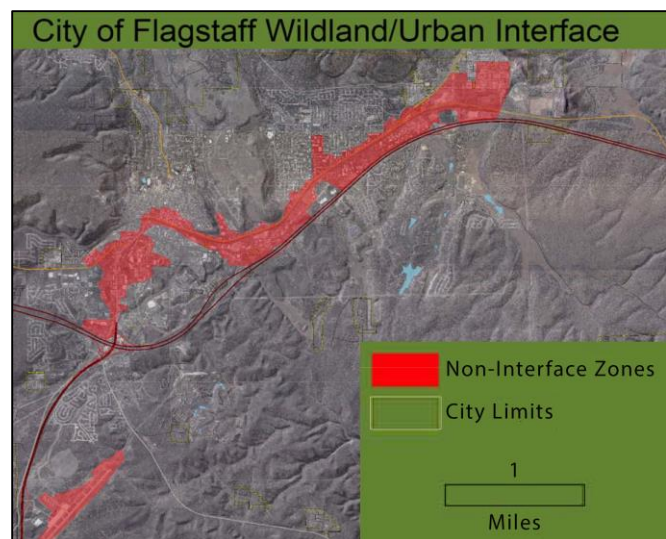 City of Flagstaff Wildland/Urban Interface
Non-Interface Zones
City Limits
1
Miles